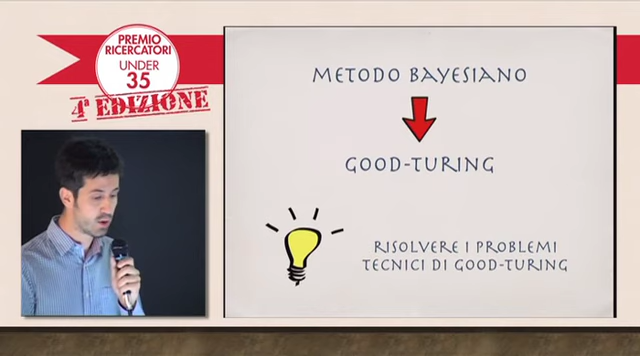 PREMIO
RICERCATORI
UNDER
35
4ª EDIZIONE
METODO BAYESIANO
GOOD-TURING
RISOLVERE I PROBLEMI
TECNICI DI GOOD-TURING